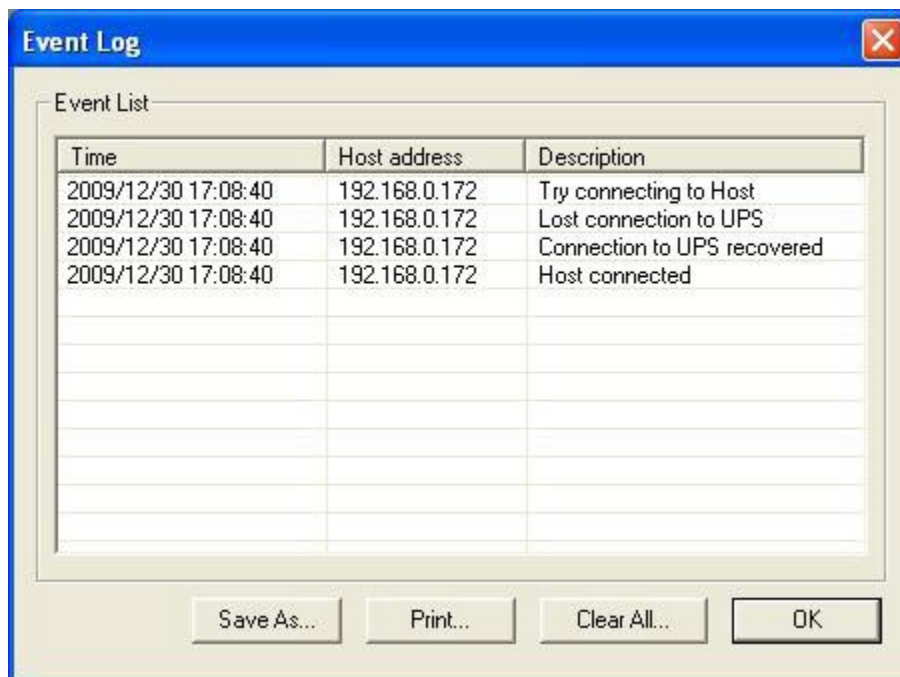 Event Log
Event List
Time Host address Description
2009/12/30 17:08:40 192.168.0.172 Try connecting to Host
2009/12/30 17:08:40 192.168.0.172 Lost connection to UPS
2009/12/30 17:08:40 192.168.0.172 Connection to UPS recovered
2009/12/30 17:08:40 192.168.0.172 Host connected
Save As... Print... Clear All... OK